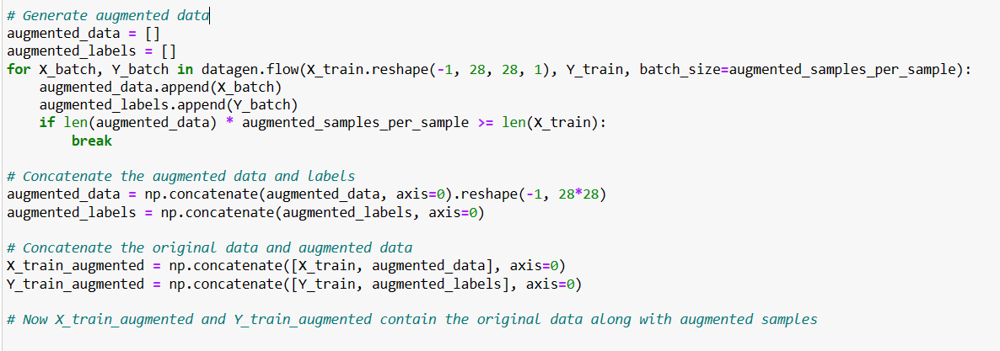 # Generate augmented data
augmented_data = []
augmented_labels = []
for X_batch, Y_batch in datagen.flow(X_train.reshape(-1, 28, 28, 1), Y_train, batch_size=augmented_samples_per_sample):
    augmented_data.append(X_batch)
    augmented_labels.append(Y_batch)
    if len(augmented_data) * augmented_samples_per_sample >= len(X_train):
        break

# Concatenate the augmented data and labels
augmented_data = np.concatenate(augmented_data, axis=0).reshape(-1, 28*28)
augmented_labels = np.concatenate(augmented_labels, axis=0)

# Concatenate the original data and augmented data
X_train_augmented = np.concatenate([X_train, augmented_data], axis=0)
Y_train_augmented = np.concatenate([Y_train, augmented_labels], axis=0)

# Now X_train_augmented and Y_train_augmented contain the original data along with augmented samples